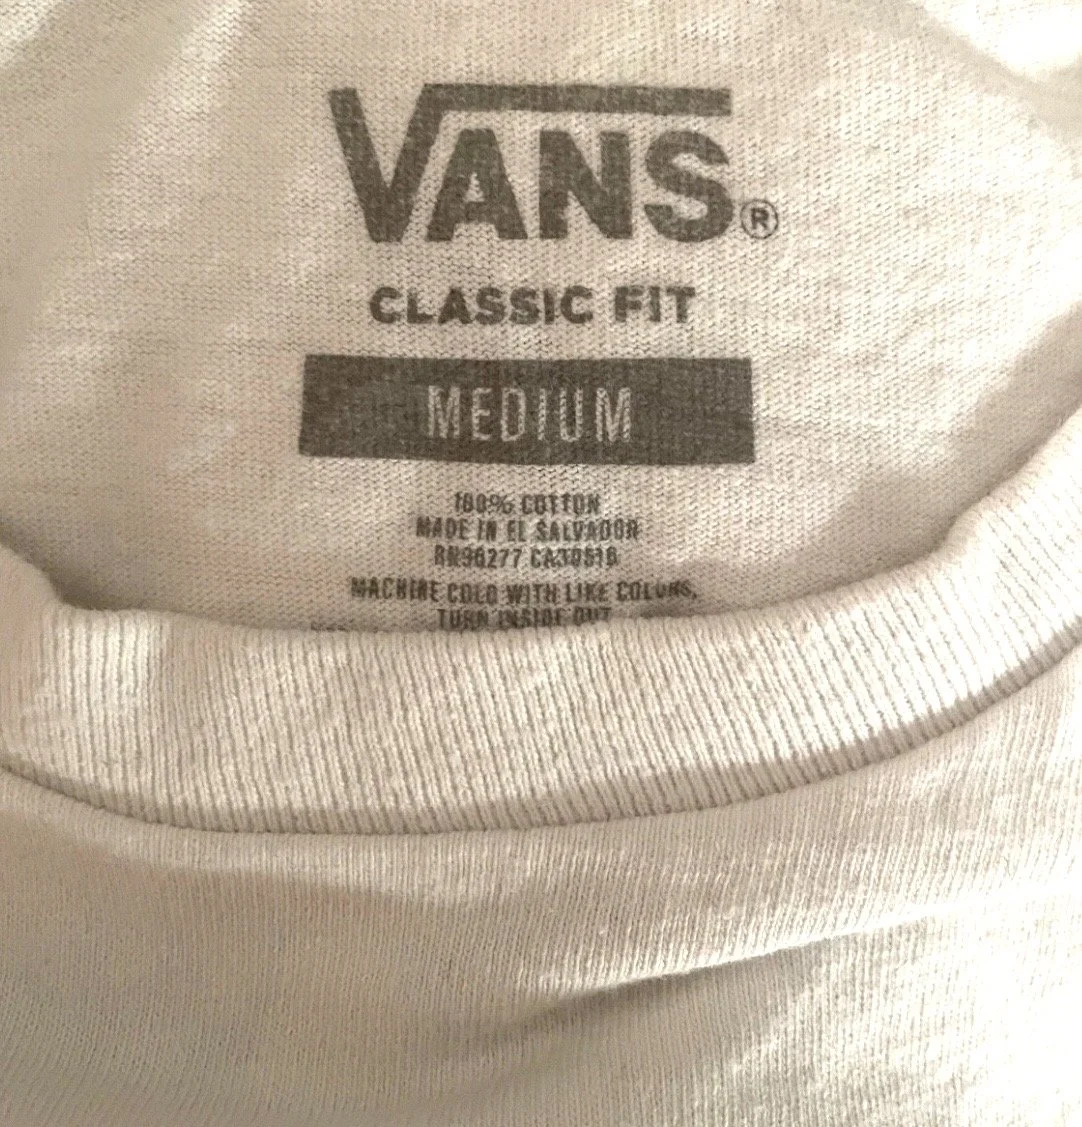 VANS®
CLASSIC FIT
MEDIUM
100% COTTON
MADE IN EL SALVADOR
RN96277 CA30516
MACHINE COLD WITH LIKE COLORS,
TURN INSIDE OUT